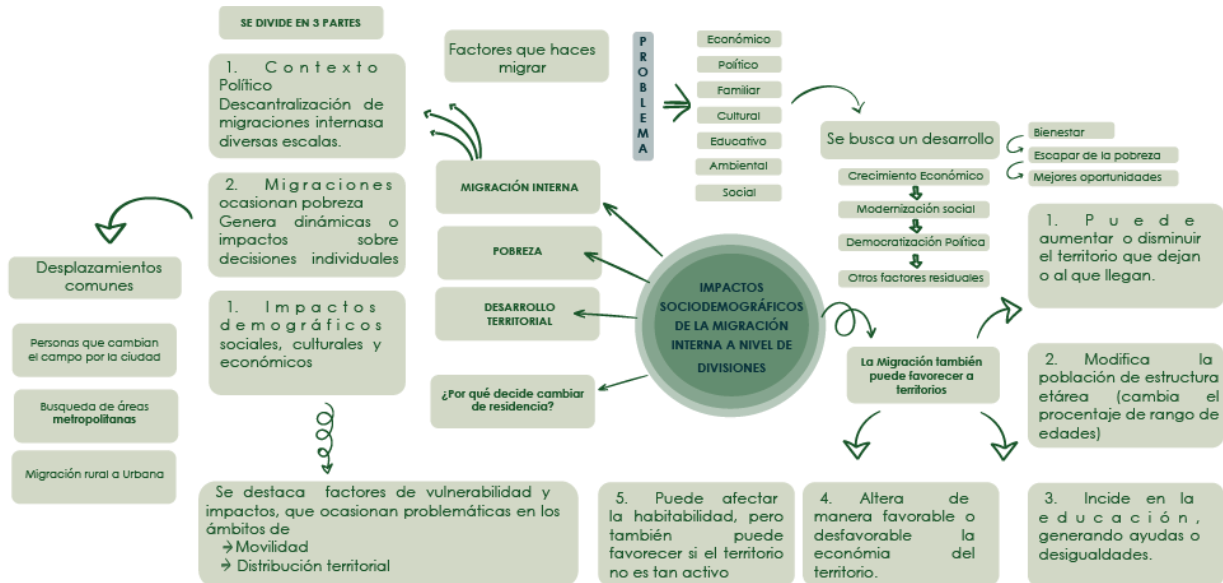 SE DIVIDE EN 3 PARTES
1. Contexto
Político
Descantralización de
migraciones internasa
diversas escalas.
2. Migraciones
ocasionan pobreza
Genera dinámicas o
impactos sobre
decisiones individuales
1. Impactos
demográficos
sociales, culturales y
económicos
Desplazamientos
comunes
Personas que cambian
el campo por la ciudad
Busqueda de áreas
metropolitanas
Migración rural a Urbana
Se destaca factores de vulnerabilidad y
impactos, que ocasionan problemáticas en los
ámbitos de
Movilidad
Distribución territorial
Factores que haces
migrar
MIGRACIÓN INTERNA
POBREZA
DESARROLLO
TERRITORIAL
¿Por qué decide cambiar
de residencia?
IMPACTOS
SOCIODEMOGRÁFICOS
DE LA MIGRACIÓN
INTERNA A NIVEL DE
DIVISIONES
PROBLEMA
Económico
Político
Familiar
Cultural
Educativo
Ambiental
Social
Se busca un desarrollo
Bienestar
Escapar de la pobreza
Mejores oportunidades
Crecimiento Económico
Modernización social
Democratización Política
Otros factores residuales
La Migración también
puede favorecer a
territorios
1. Puede
aumentar o disminuir
el territorio que dejan
o al que llegan.
2. Modifica la
población de estructura
etárea (cambia el
procentaje de rango de
edades)
3. Incide en la
educación,
generando ayudas o
desigualdades.
4. Altera de
manera favorable o
desfavorable la
económia del
territorio.
5. Puede afectar
la habitabilidad, pero
también puede
favorecer si el territorio
no es tan activo